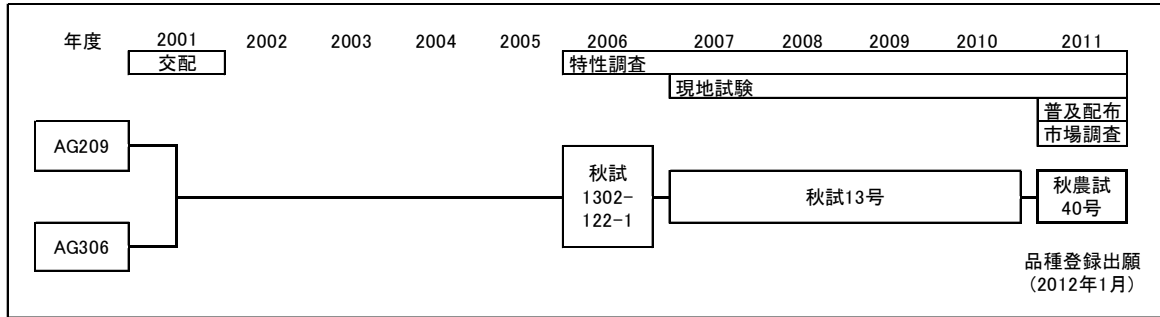 年度 2001 2002 2003 2004 2005 2006 2007 2008 2009 2010 2011
交配 特性調査
現地試験
普及配布
市場調査
AG209
AG306
秋試
1302-
122-1
秋試13号
秋農試
40号
品種登録出願
(2012年1月)